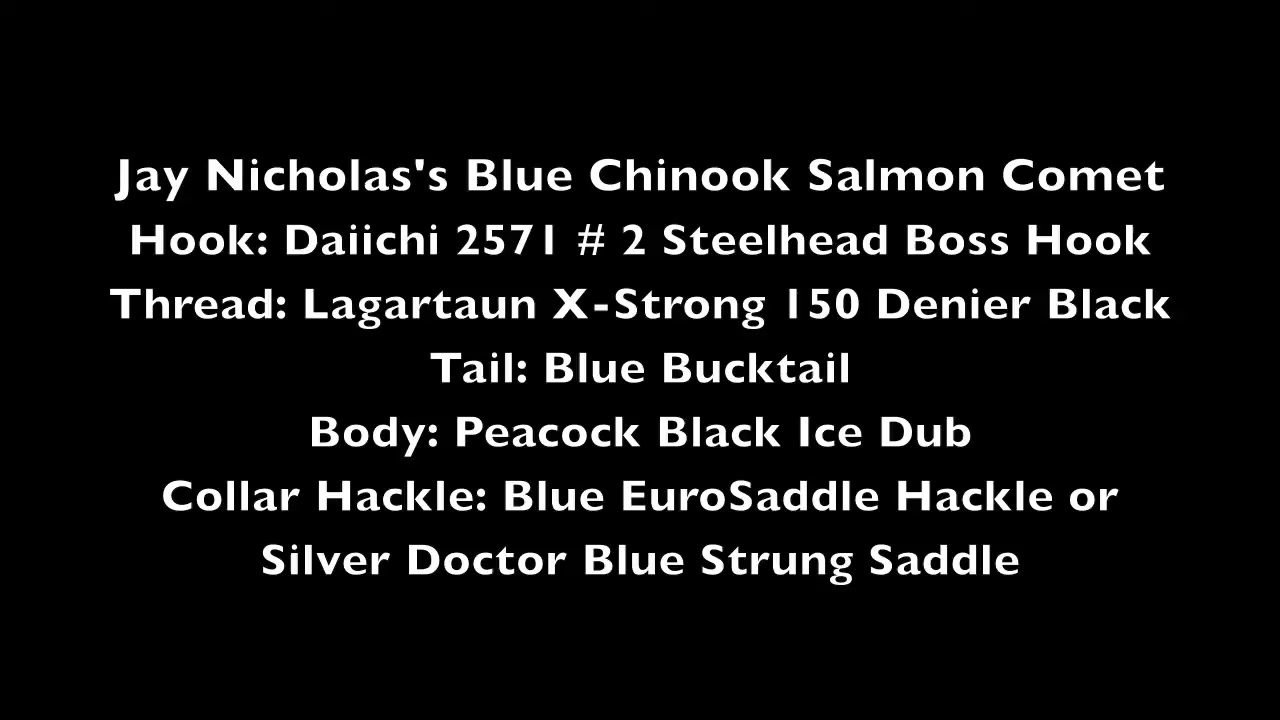 Jay Nicholas's Blue Chinook Salmon Comet
Hook: Daiichi 2571 # 2 Steelhead Boss Hook
Thread: Lagartaun X-Strong 150 Denier Black
Tail: Blue Bucktail
Body: Peacock Black Ice Dub
Collar Hackle: Blue EuroSaddle Hackle or
Silver Doctor Blue Strung Saddle